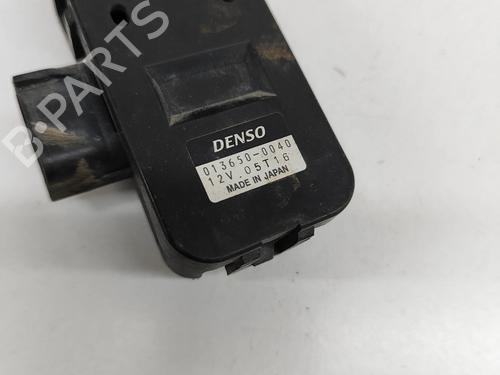 B-PARTS
DENSO
013650-0040
12V.05T16
MADE IN JAPAN